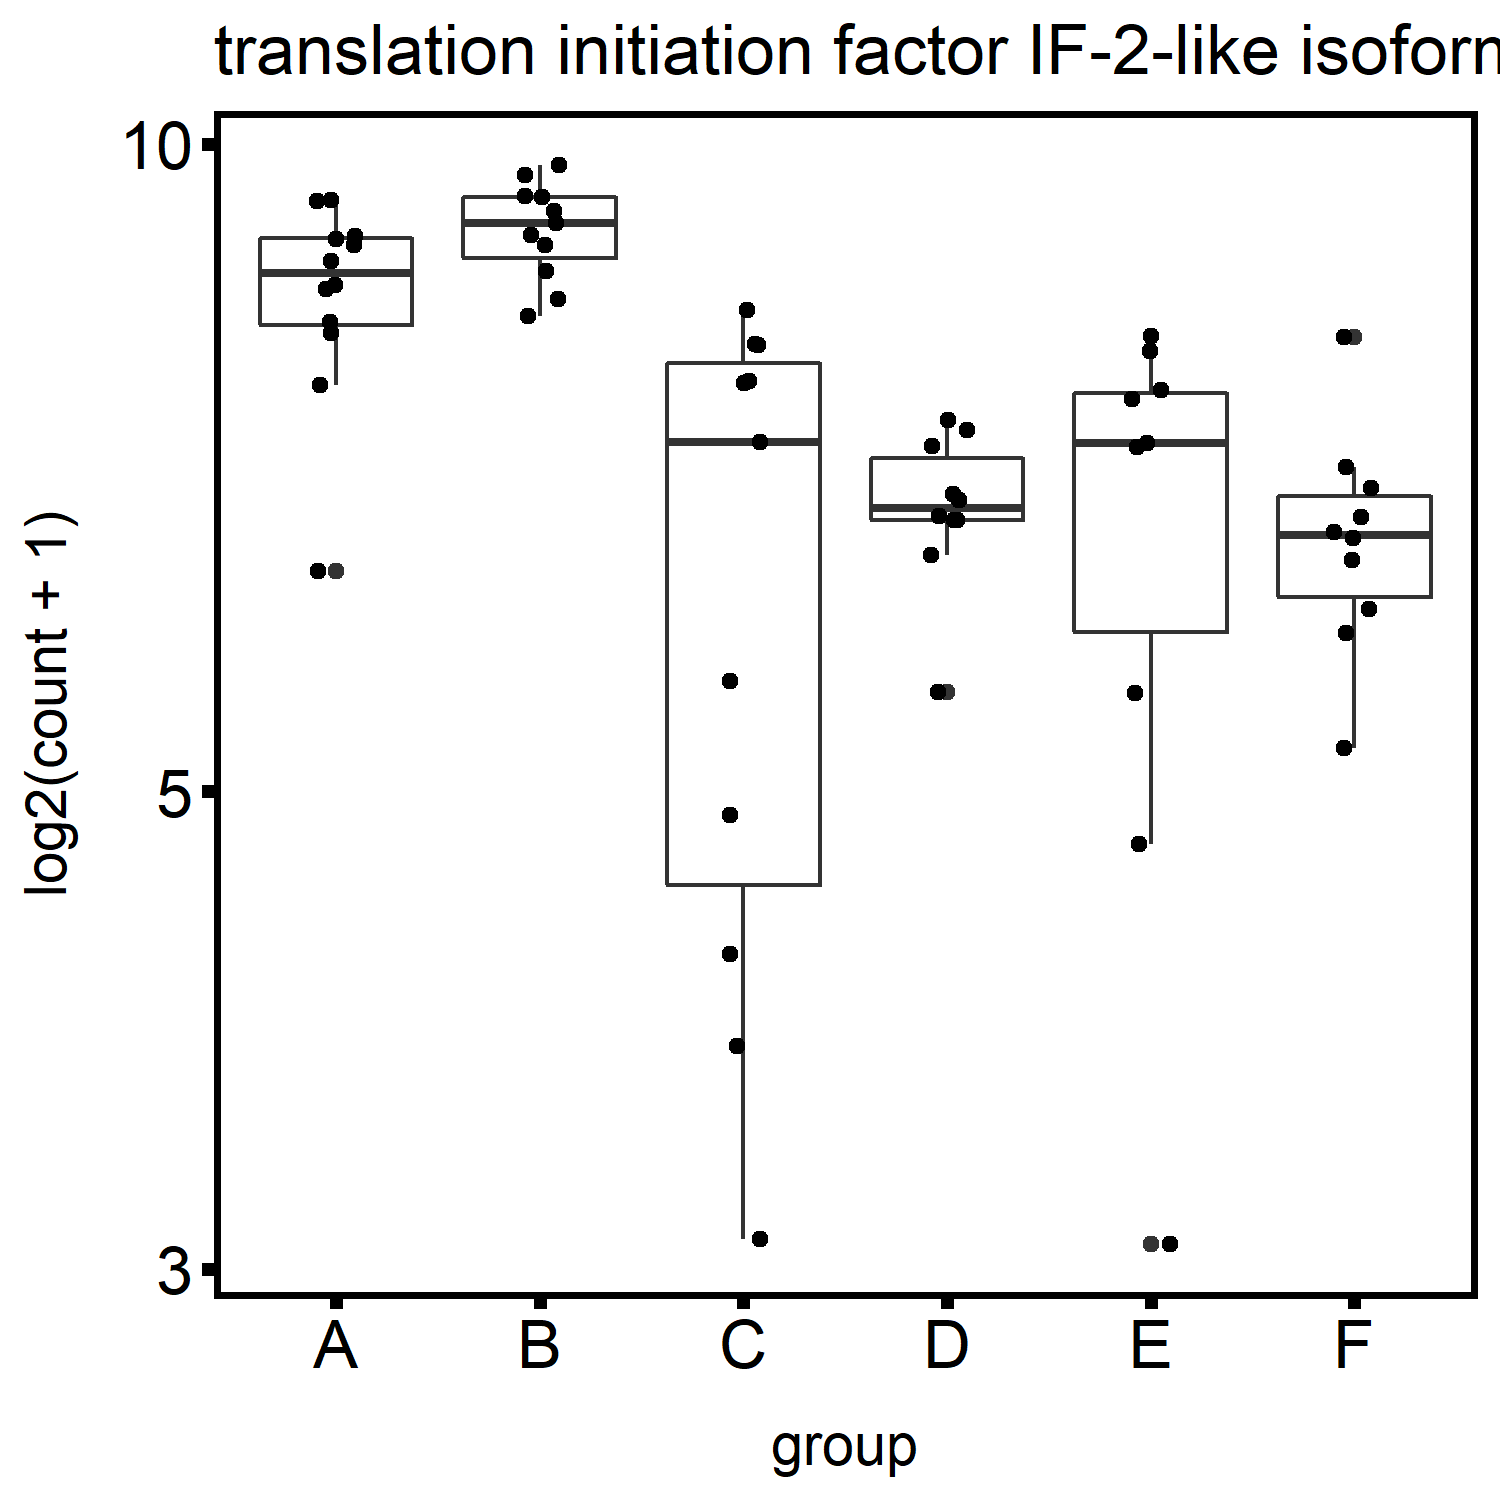 translation initiation factor IF-2-like isoforn
10
5
3
log2(count + 1)
A B C D E F
group